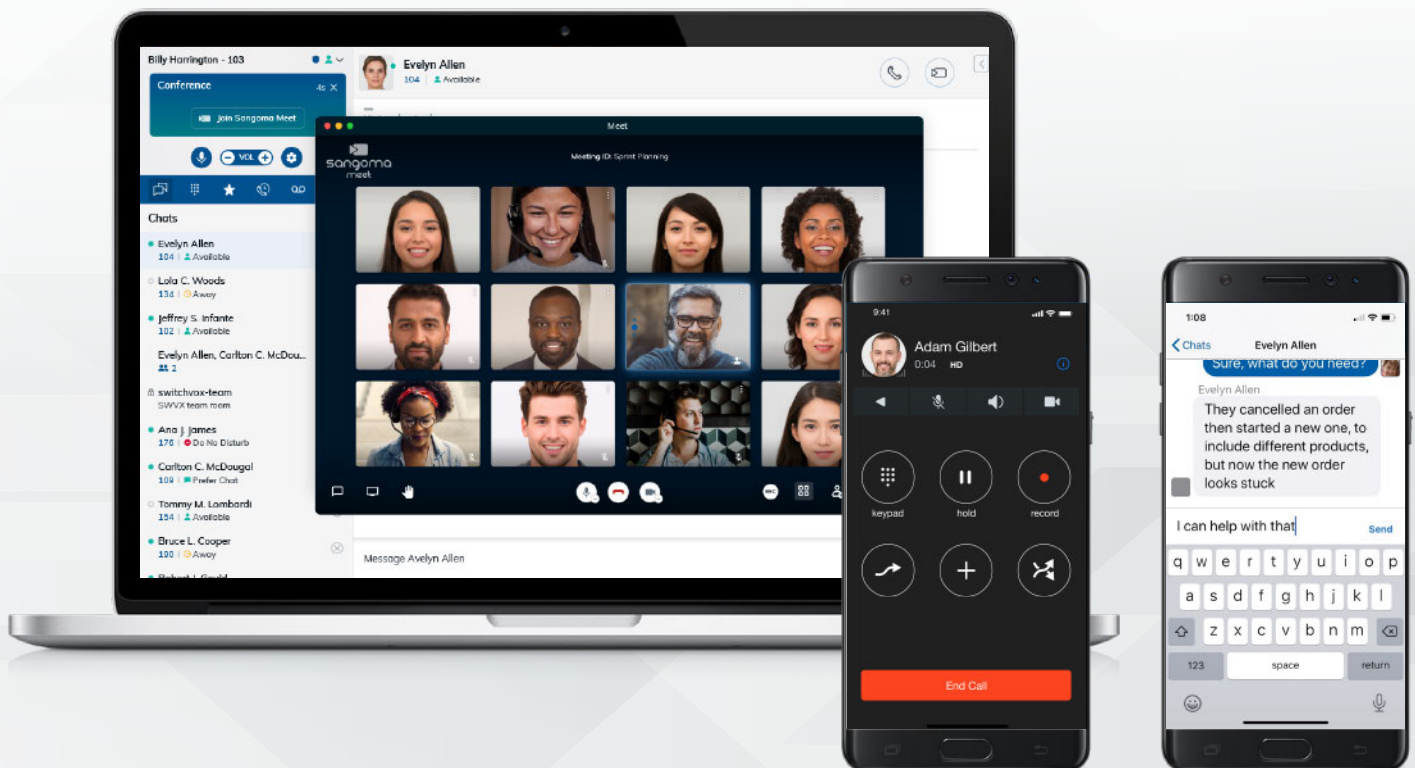 Billy Harrington - 103
Conference
4s X
Join Sangoma Meet
VOL
Chats
Evelyn Allen
104 | Available
Lola C. Woods
134 | Away
Jeffrey S. Infante
102 | Available
Evelyn Allen, Carlton C. McDou...
2
switchvox-team
SWVX team room
Ana J. James
176 | Do No Disturb
Carlton C. McDougal
109 | Prefer Chat
Tommy M. Lombardi
154 | Available
Bruce L. Cooper
190 | Away
Evelyn Allen
104 | Available
Message Avelyn Allen
Meet
sangoma
meet
Meeting ID: Sprint Planning
9:41
Adam Gilbert
0:04 HD
keypad
hold
record
End Call
1:08
Chats
Evelyn Allen
Sure, what do you need?
Evelyn Allen
They cancelled an order
then started a new one, to
include different products,
but now the new order
looks stuck
I can help with that
Send
q w e r t y u i o p
a s d f g h j k l
z x c v b n m
123
space
return